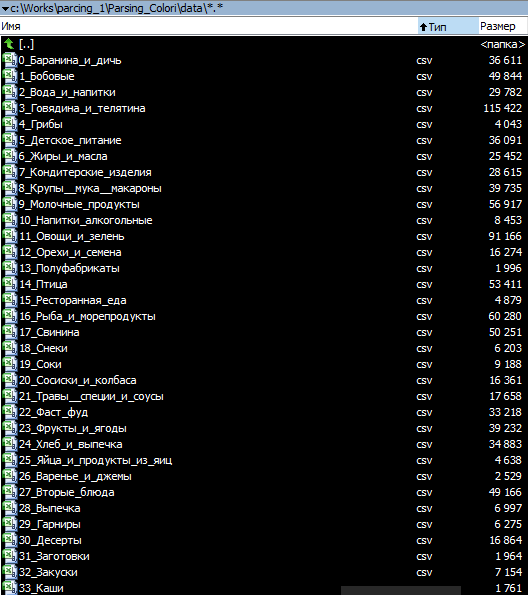 c:\Works\parcing_1\Parsing_Colori\data\*.*
Имя Тип Размер
[..] <папка>
0_Баранина_и_дичь csv 36 611
1_Бобовые csv 49 844
2_Вода_и_напитки csv 29 782
3_Говядина_и_телятина csv 115 422
4_Грибы csv 4 043
5_Детское_питание csv 36 091
6_Жиры_и_масла csv 25 452
7_Кондитерские_изделия csv 28 615
8_Крупы__мука__макароны csv 39 735
9_Молочные_продукты csv 56 917
10_Напитки_алкогольные csv 8 453
11_Овощи_и_зелень csv 91 166
12_Орехи_и_семена csv 16 274
13_Полуфабрикаты csv 1 996
14_Птица csv 53 411
15_Ресторанная_еда csv 4 879
16_Рыба_и_морепродукты csv 60 280
17_Свинина csv 50 251
18_Снеки csv 6 203
19_Соки csv 9 188
20_Сосиски_и_колбаса csv 16 361
21_Травы__специи_и_соусы csv 17 658
22_Фаст_фуд csv 33 218
23_Фрукты_и_ягоды csv 39 232
24_Хлеб_и_выпечка csv 34 883
25_Яйца_и_продукты_из_яиц csv 4 638
26_Варенье_и_джемы csv 2 529
27_Вторые_блюда csv 49 166
28_Выпечка csv 6 997
29_Гарниры csv 6 275
30_Десерты csv 16 864
31_Заготовки csv 1 964
32_Закуски csv 7 154
33_Каши csv 1 761